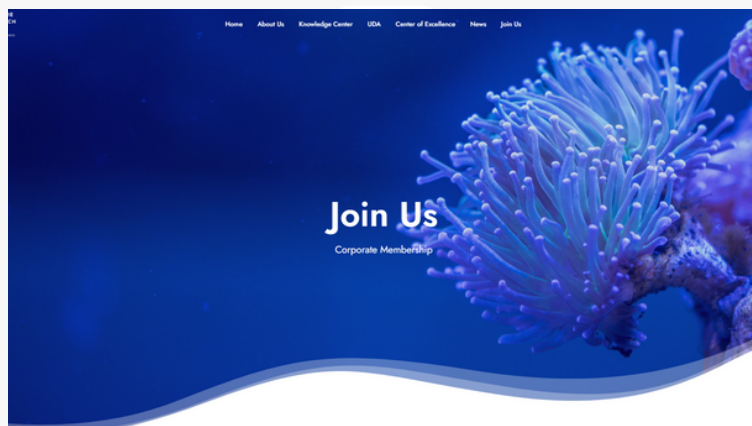 Home About Us Knowledge Center UDA Center of Excellence News Join Us
Join Us
Corporate Membership